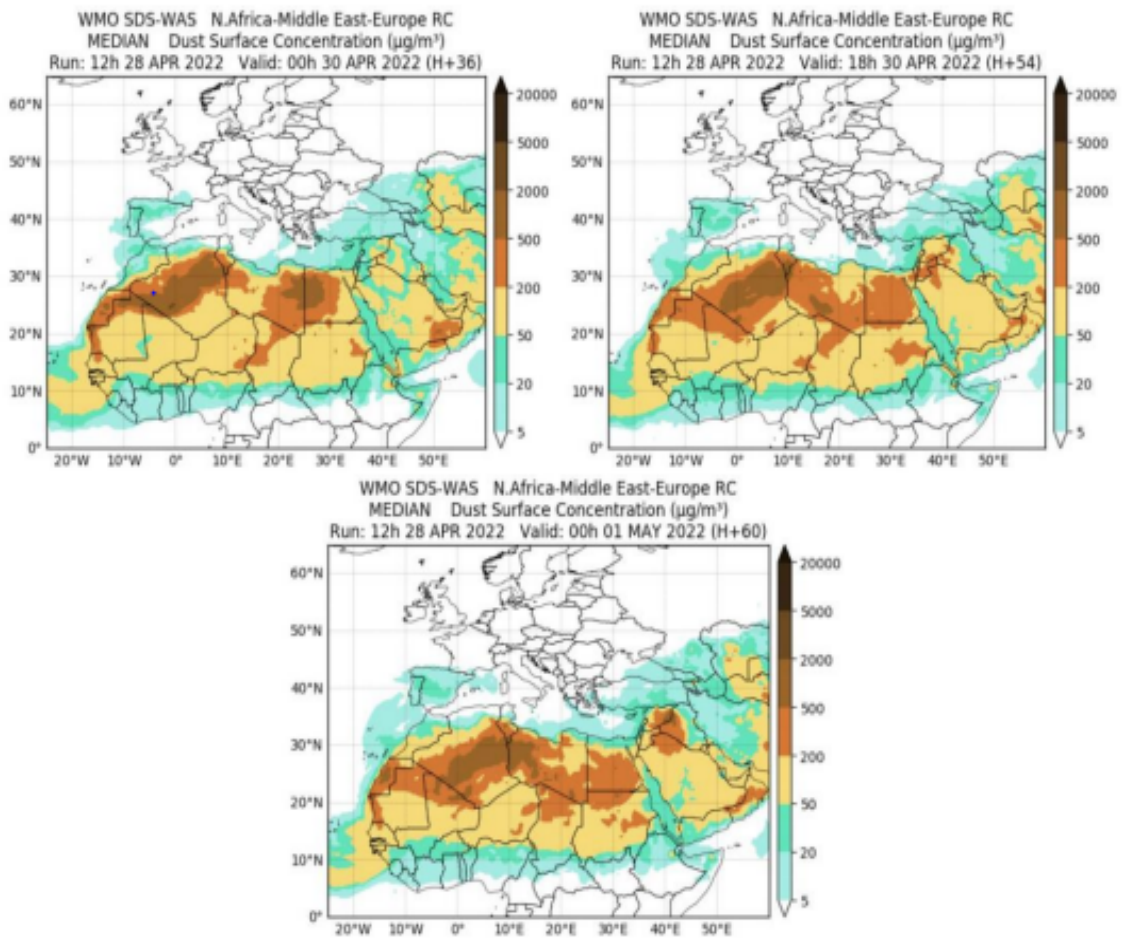 WMO SDS-WAS N.Africa-Middle East-Europe RC
MEDIAN Dust Surface Concentration (µg/m³)
Run: 12h 28 APR 2022 Valid: 00h 30 APR 2022 (H+36)
60°N
50°N
40°N
30°N
20°N
10°N
0°
20°W 10°W 0° 10°E 20°E 30°E 40°E 50°E
20000
5000
2000
500
200
50
20
5
WMO SDS-WAS N.Africa-Middle East-Europe RC
MEDIAN Dust Surface Concentration (µg/m³)
Run: 12h 28 APR 2022 Valid: 18h 30 APR 2022 (H+54)
60°N
50°N
40°N
30°N
20°N
10°N
0°
20°W 10°W 0° 10°E 20°E 30°E 40°E 50°E
20000
5000
2000
500
200
50
20
5
WMO SDS-WAS N.Africa-Middle East-Europe RC
MEDIAN Dust Surface Concentration (µg/m³)
Run: 12h 28 APR 2022 Valid: 00h 01 MAY 2022 (H+60)
60°N
50°N
40°N
30°N
20°N
10°N
0°
20°W 10°W 0° 10°E 20°E 30°E 40°E 50°E
20000
5000
2000
500
200
50
20
5